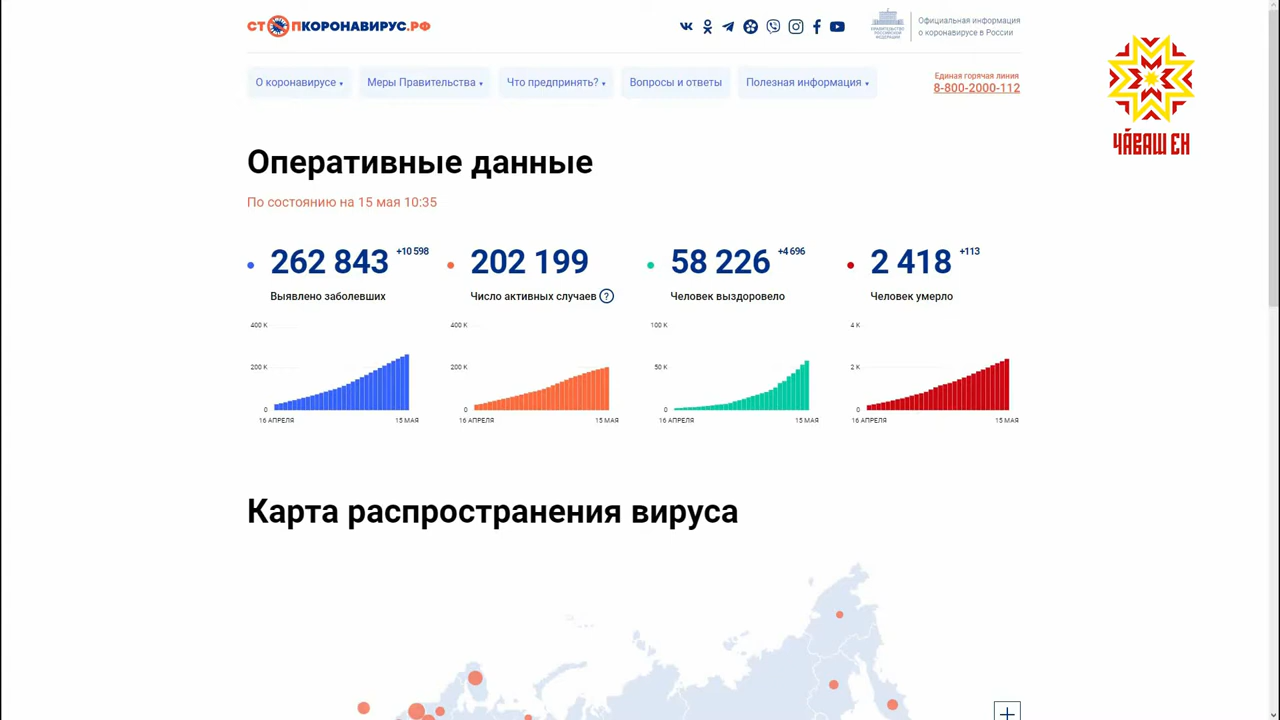 СТОПКОРОНАВИРУС.РФ
ПРАВИТЕЛЬСТВО РОССИЙСКОЙ ФЕДЕРАЦИИ
Официальная информация
о коронавирусе в России
О коронавирусе
Меры Правительства
Что предпринять?
Вопросы и ответы
Полезная информация
Единая горячая линия
8-800-2000-112
ЧӐВАШ ЕН
Оперативные данные
По состоянию на 15 мая 10:35
262 843 +10 598
Выявлено заболевших
202 199
Число активных случаев ?
58 226 +4 696
Человек выздоровело
2 418 +113
Человек умерло
400 K
200 K
0
16 АПРЕЛЯ 15 МАЯ
400 K
200 K
0
16 АПРЕЛЯ 15 МАЯ
100 K
50 K
0
16 АПРЕЛЯ 15 МАЯ
4 K
2 K
0
16 АПРЕЛЯ 15 МАЯ
Карта распространения вируса
+